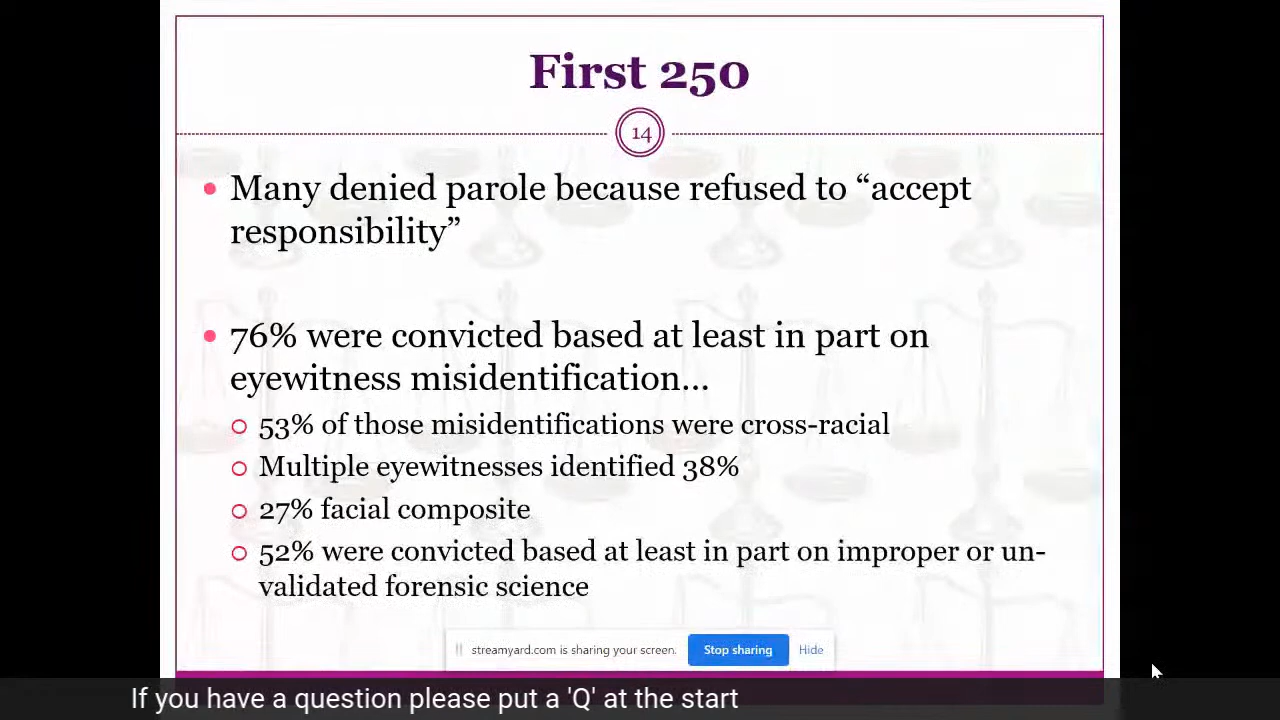 First 250
14
Many denied parole because refused to “accept
responsibility”
76% were convicted based at least in part on
eyewitness misidentification...
53% of those misidentifications were cross-racial
Multiple eyewitnesses identified 38%
27% facial composite
52% were convicted based at least in part on improper or un-
validated forensic science
streamyard.com is sharing your screen. Stop sharing Hide
If you have a question please put a 'Q' at the start